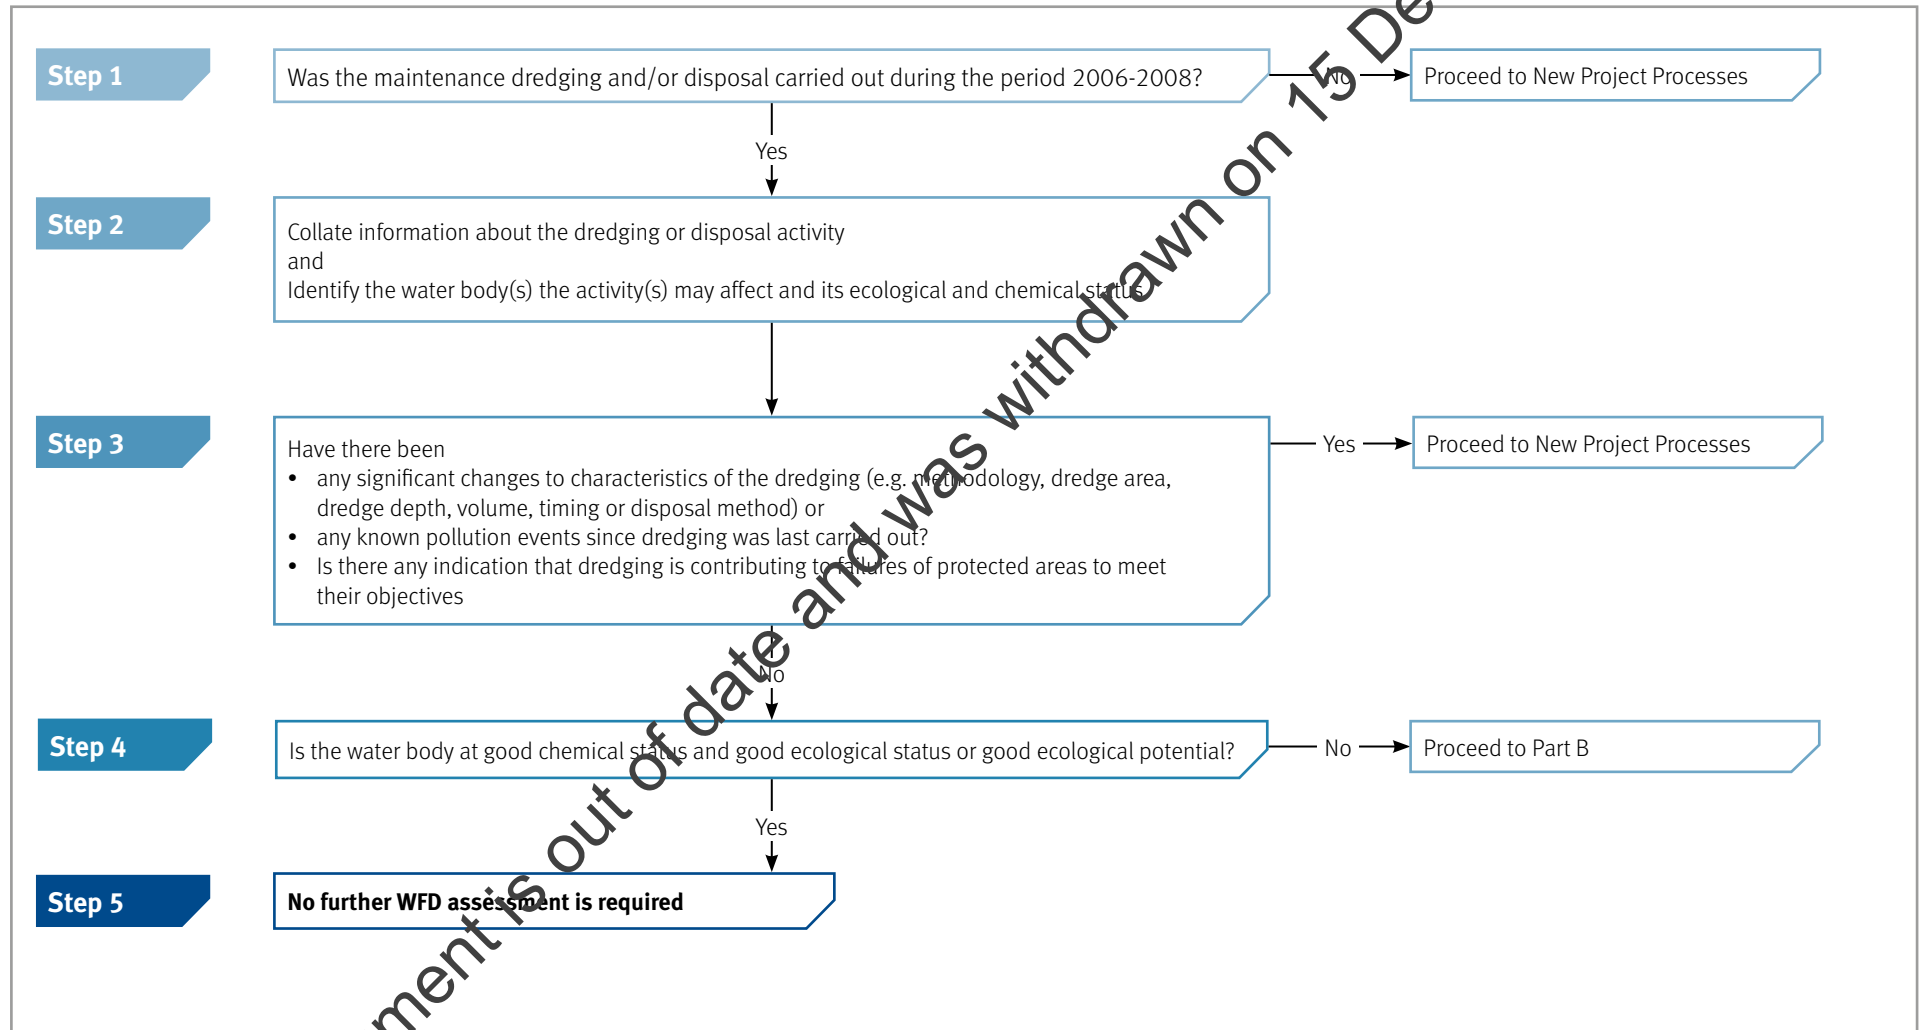 Step 1
Was the maintenance dredging and/or disposal carried out during the period 2006-2008?
No
Proceed to New Project Processes
Yes
Step 2
Collate information about the dredging or disposal activity
and
Identify the water body(s) the activity(s) may affect and its ecological and chemical status
Step 3
Have there been
• any significant changes to characteristics of the dredging (e.g. methodology, dredge area,
dredge depth, volume, timing or disposal method) or
• any known pollution events since dredging was last carried out?
• Is there any indication that dredging is contributing to failures of protected areas to meet
their objectives
Yes
Proceed to New Project Processes
No
Step 4
Is the water body at good chemical status and good ecological status or good ecological potential?
No
Proceed to Part B
Yes
Step 5
No further WFD assessment is required
ment is out of date and was withdrawn on 15 De